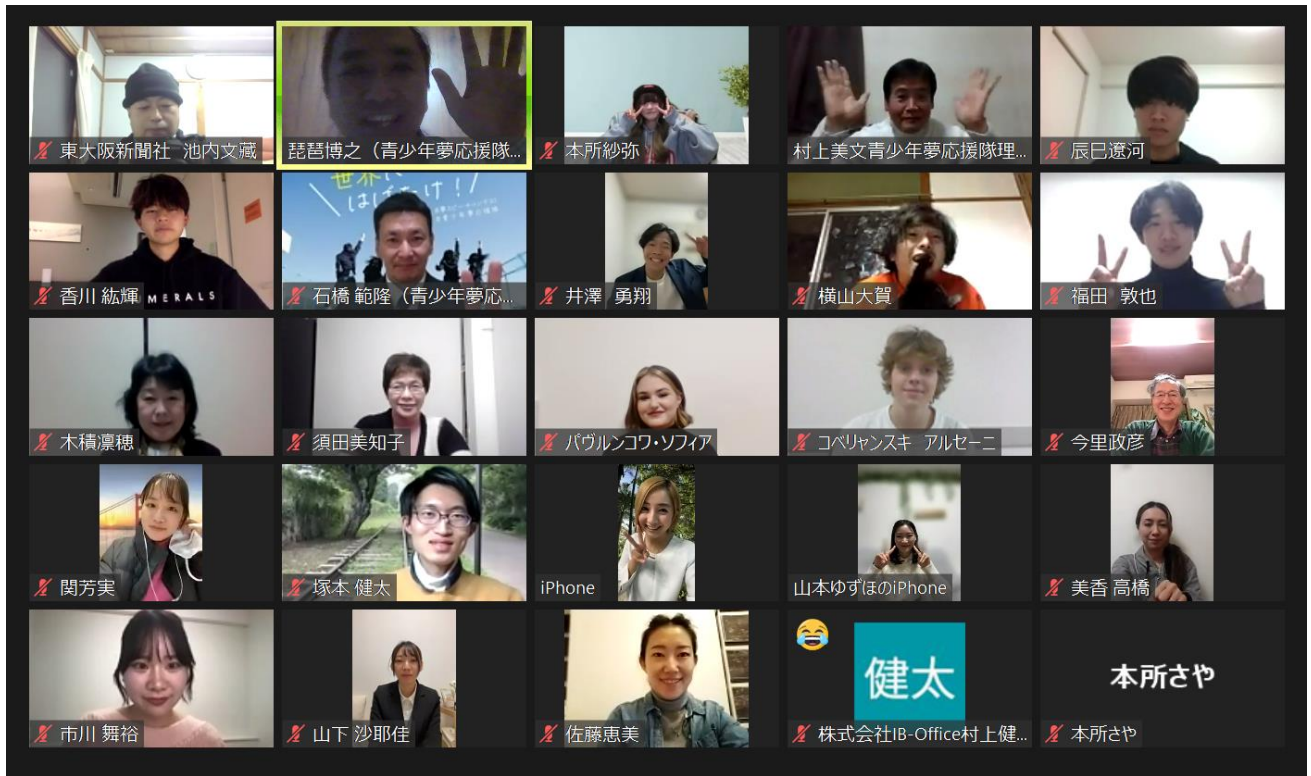 東大阪新聞社 池内文蔵
琵琶博之（青少年夢応援隊...
本所紗弥
村上美文青少年夢応援隊理...
辰巳遼河
MERALS
香川 紘輝
世界に
はばたけ!
石橋 範隆（青少年夢応...
井澤 勇翔
横山大賀
福田 敦也
木積凛穂
須田美知子
パヴルンコワ・ソフィア
コベリャンスキ アルセーニ
今里政彦
関芳実
塚本 健太
iPhone
山本ゆずほのiPhone
美香 高橋
市川 舞裕
山下 沙耶佳
佐藤恵美
健太
株式会社IB-Office村上健...
本所さや
本所さや